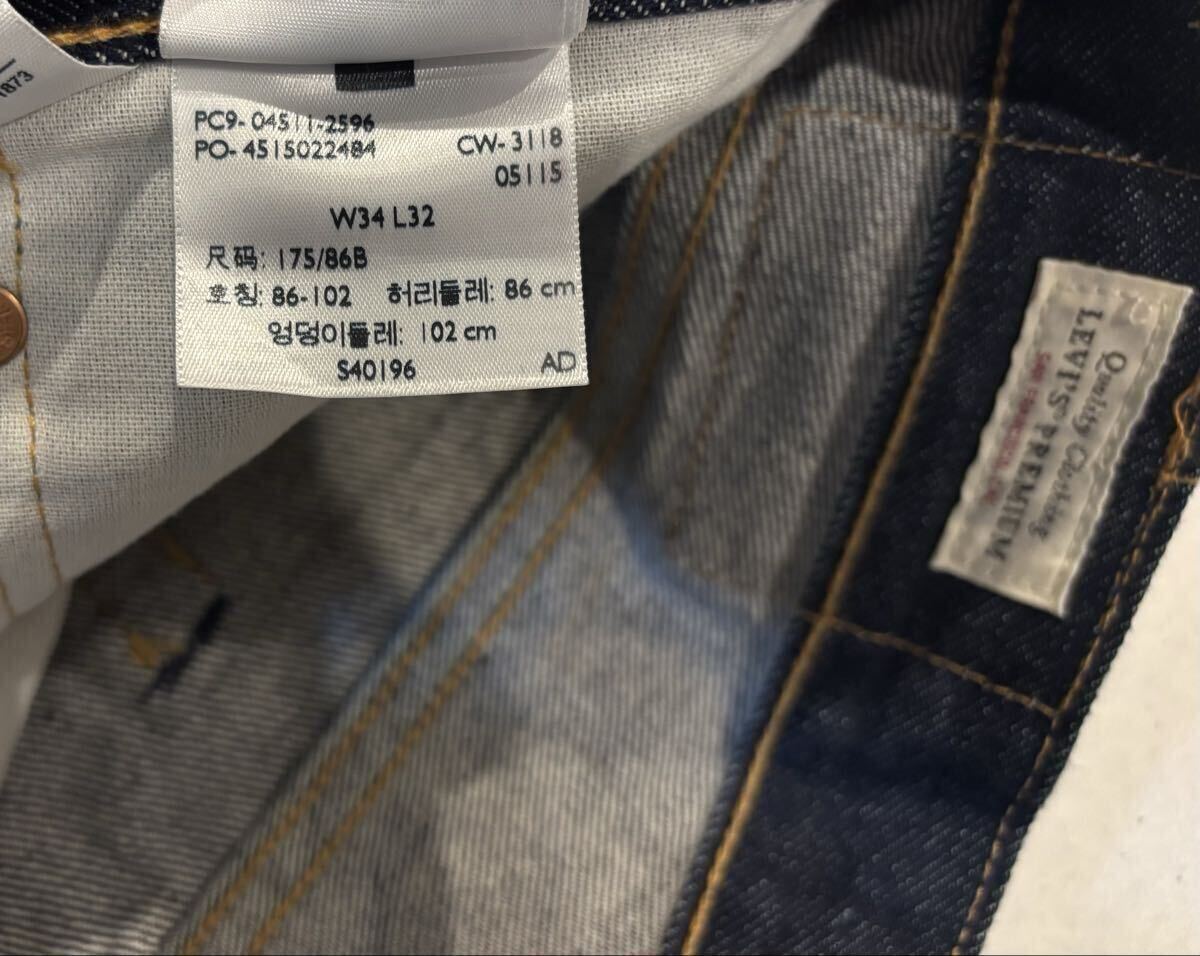 1873
PC9- 04511-2596
PO- 4515022484
CW- 3118
05115
W34 L32
尺码: 175/86B
호칭: 86-102 허리둘레: 86 cm
엉덩이둘레: 102 cm
S40196
AD
Quality Clothing
LEVI'S® PREMIUM